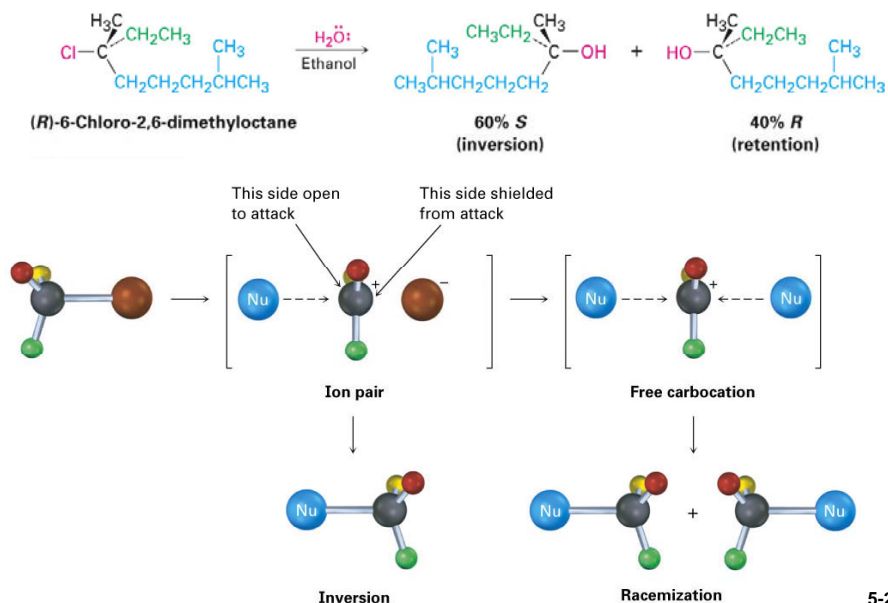 H₃C CH₂CH₃ CH₃
Cl—C
CH₂CH₂CH₂CHCH₃
(R)-6-Chloro-2,6-dimethyloctane
H₂Ö:
Ethanol
CH₃
CH₃CH₂
CH₃ C—OH
CH₃CHCH₂CH₂CH₂
60% S
(inversion)
+
H₃C CH₂CH₃ CH₃
HO—C
CH₂CH₂CH₂CHCH₃
40% R
(retention)
This side open
to attack
This side shielded
from attack
Nu + −
Ion pair
Nu + Nu
Free carbocation
Nu
Inversion
Nu + Nu
Racemization
5-2